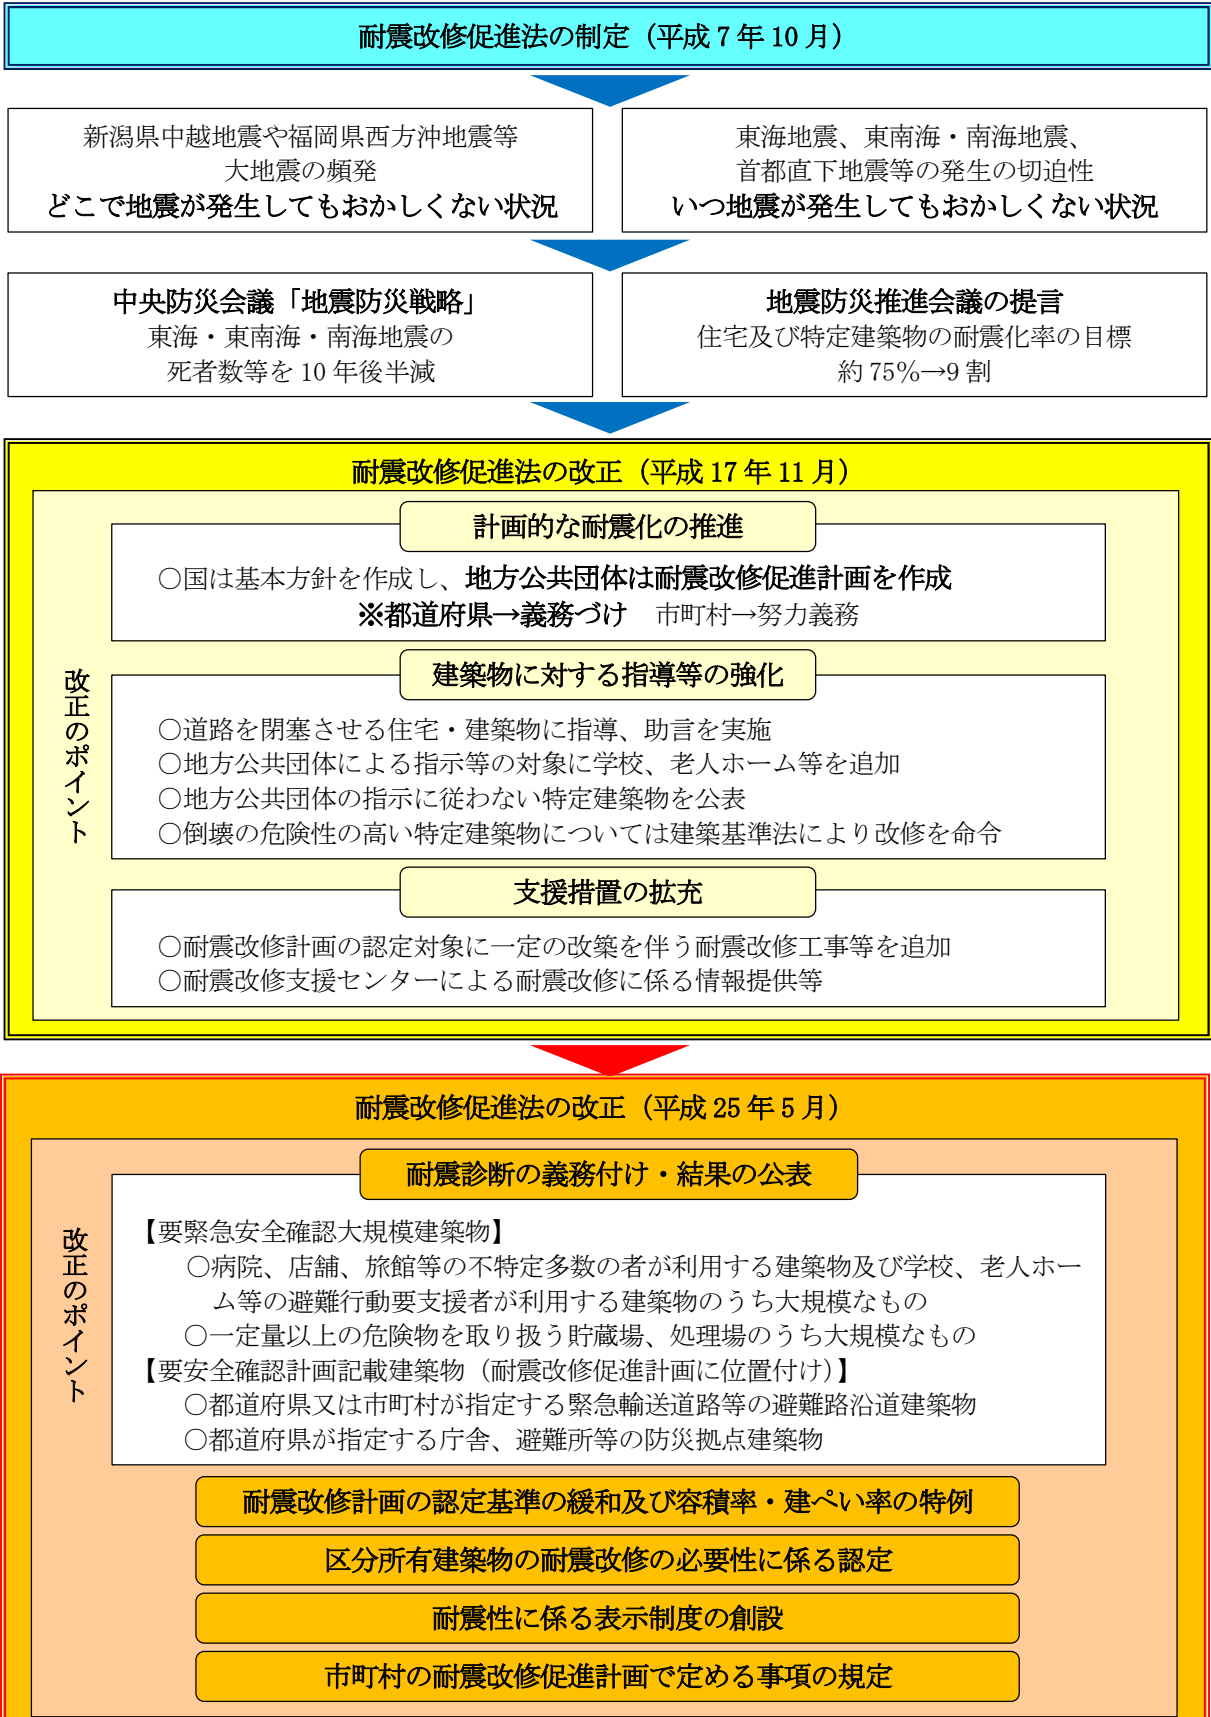 耐震改修促進法の制定（平成 7 年 10 月）
新潟県中越地震や福岡県西方沖地震等
大地震の頻発
どこで地震が発生してもおかしくない状況
東海地震、東南海・南海地震、
首都直下地震等の発生の切迫性
いつ地震が発生してもおかしくない状況
中央防災会議「地震防災戦略」
東海・東南海・南海地震の
死者数等を 10 年後半減
地震防災推進会議の提言
住宅及び特定建築物の耐震化率の目標
約 75％→9 割
耐震改修促進法の改正（平成 17 年 11 月）
改正のポイント
計画的な耐震化の推進
○国は基本方針を作成し、地方公共団体は耐震改修促進計画を作成
※都道府県→義務づけ　市町村→努力義務
建築物に対する指導等の強化
○道路を閉塞させる住宅・建築物に指導、助言を実施
○地方公共団体による指示等の対象に学校、老人ホーム等を追加
○地方公共団体の指示に従わない特定建築物を公表
○倒壊の危険性の高い特定建築物については建築基準法により改修を命令
支援措置の拡充
○耐震改修計画の認定対象に一定の改築を伴う耐震改修工事等を追加
○耐震改修支援センターによる耐震改修に係る情報提供等
耐震改修促進法の改正（平成 25 年 5 月）
改正のポイント
耐震診断の義務付け・結果の公表
【要緊急安全確認大規模建築物】
○病院、店舗、旅館等の不特定多数の者が利用する建築物及び学校、老人ホー
ム等の避難行動要支援者が利用する建築物のうち大規模なもの
○一定量以上の危険物を取り扱う貯蔵場、処理場のうち大規模なもの
【要安全確認計画記載建築物（耐震改修促進計画に位置付け）】
○都道府県又は市町村が指定する緊急輸送道路等の避難路沿道建築物
○都道府県が指定する庁舎、避難所等の防災拠点建築物
耐震改修計画の認定基準の緩和及び容積率・建ぺい率の特例
区分所有建築物の耐震改修の必要性に係る認定
耐震性に係る表示制度の創設
市町村の耐震改修促進計画で定める事項の規定